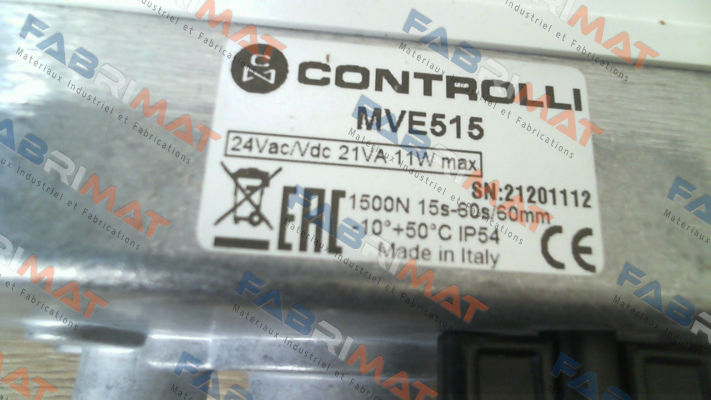 CONTROLLI
MVE515
24Vac/Vdc 21VA 11W max
SN:21201112
1500N 15s-60s/60mm
-10°+50°C IP54
Made in Italy
EAC
CE
FABRIMAT
Matériaux Industriel et Fabrications